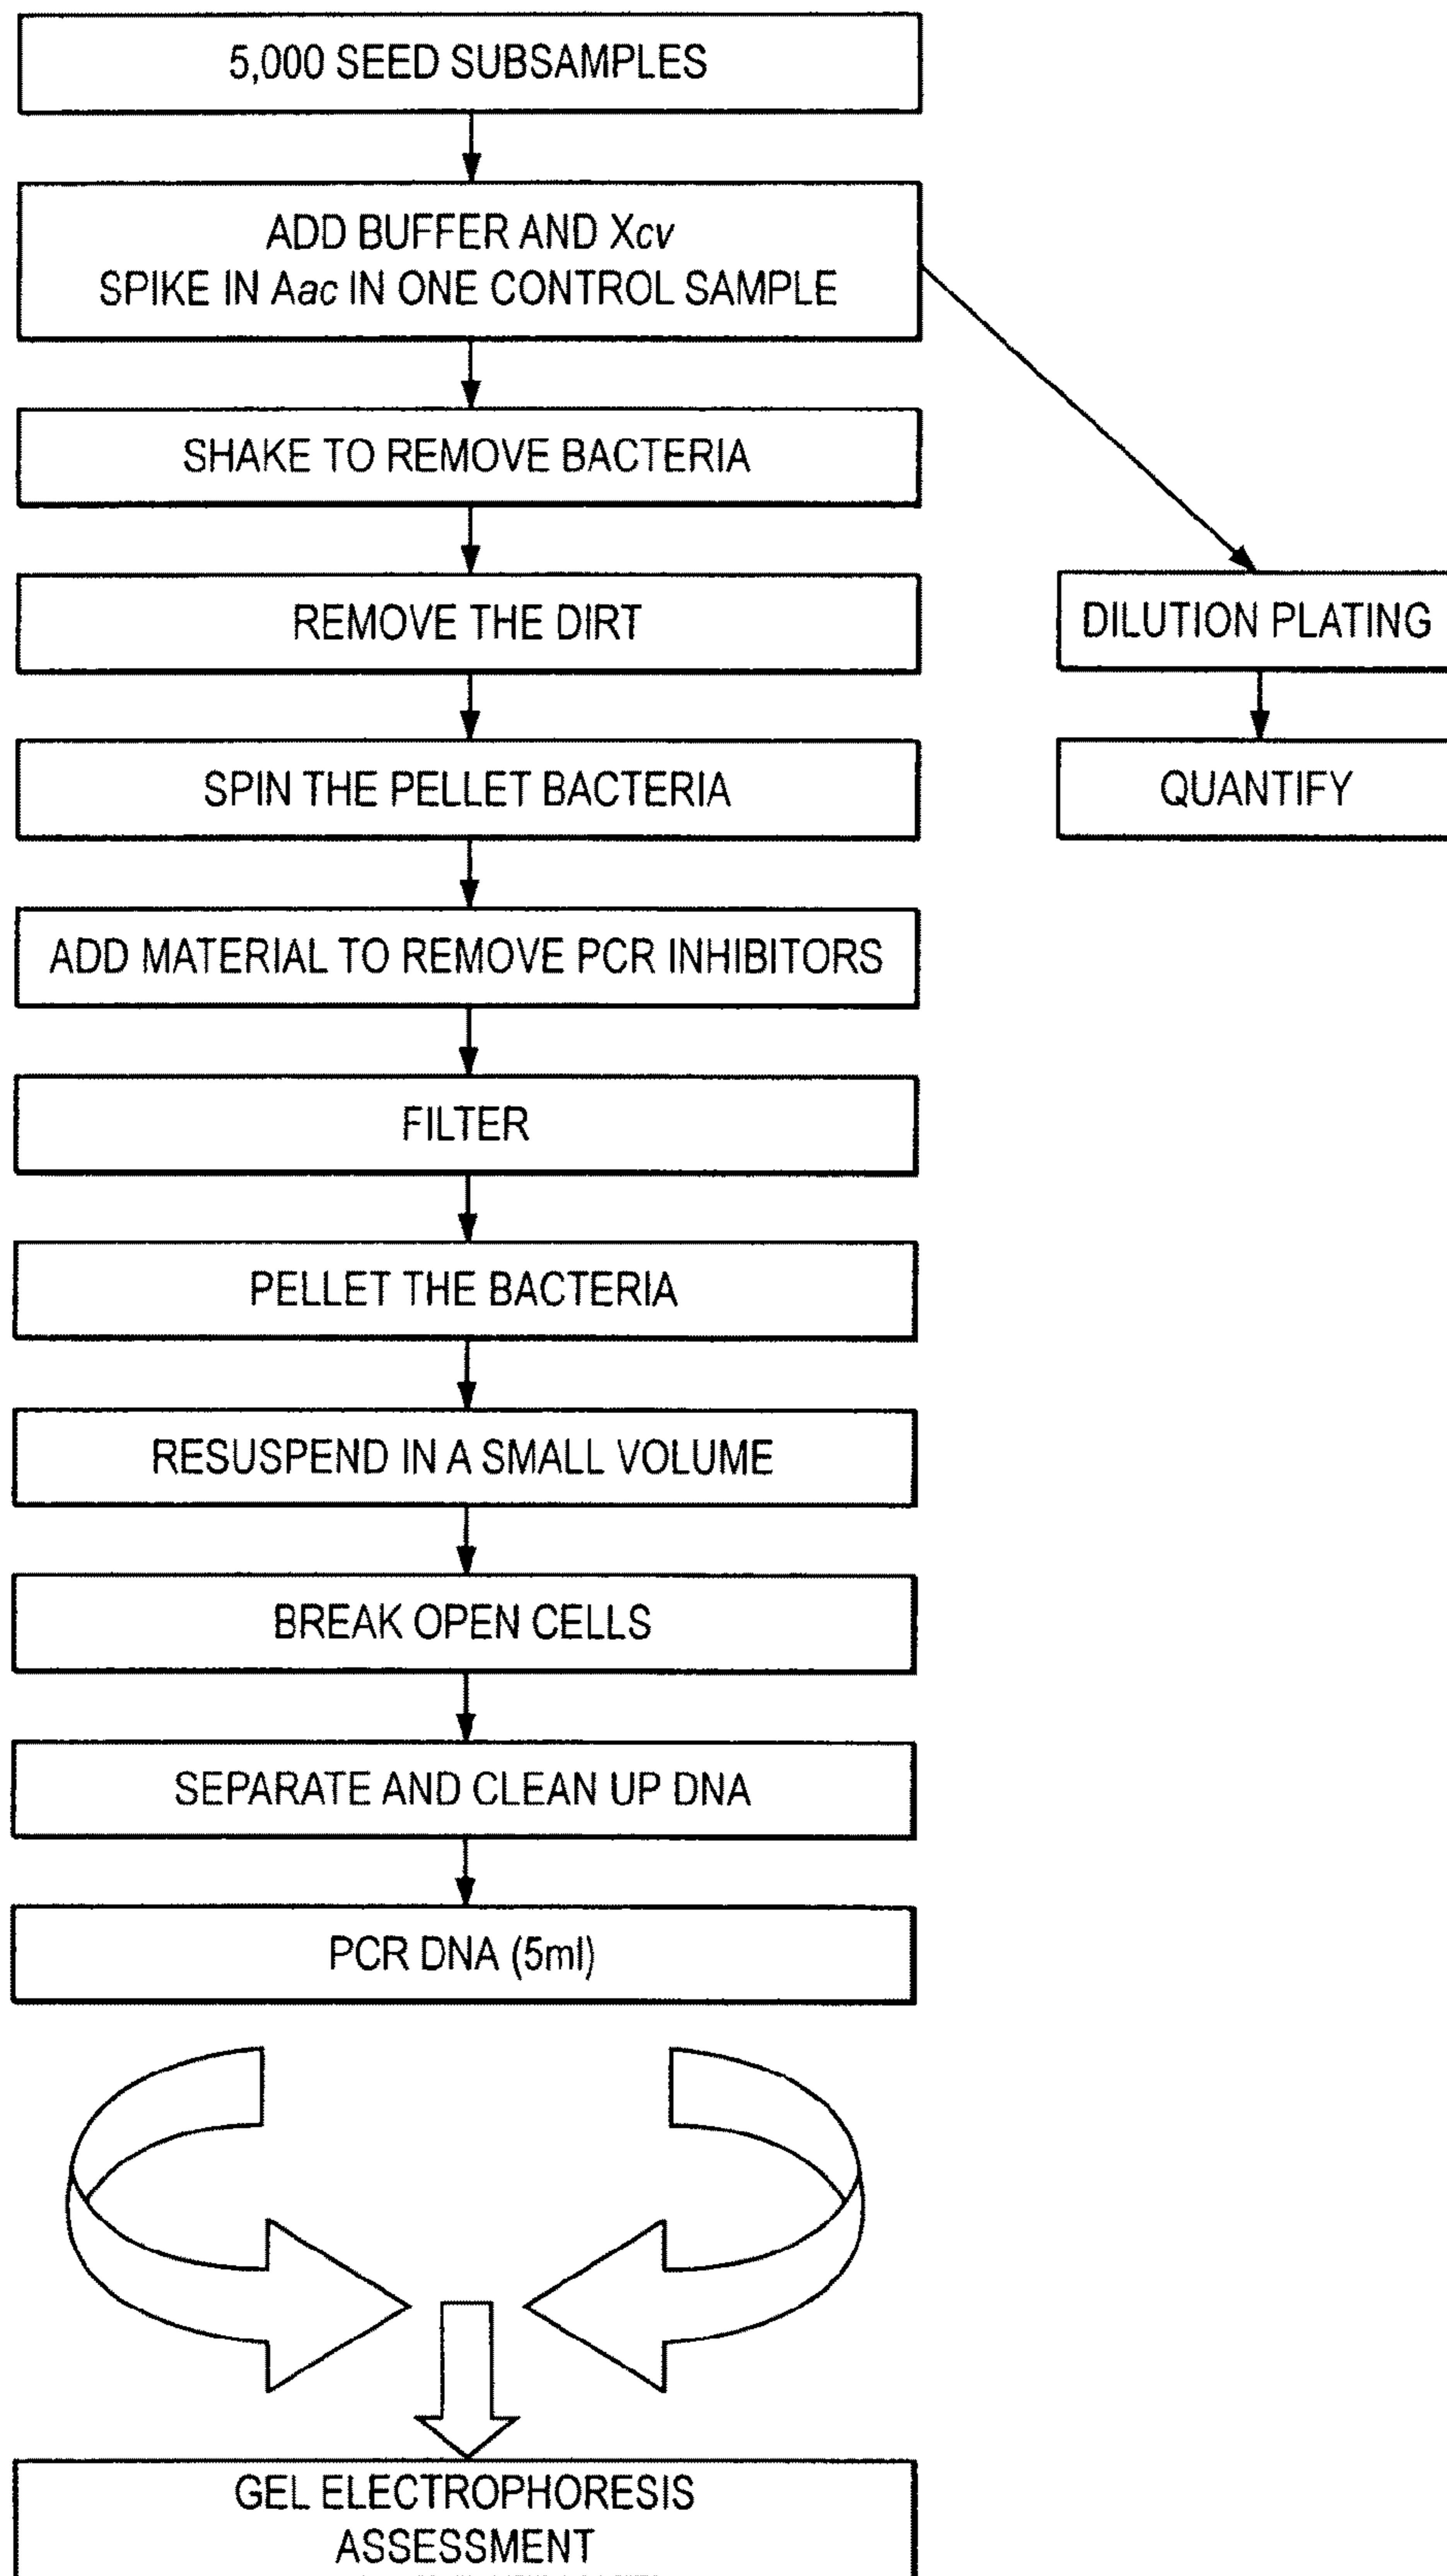 5,000 SEED SUBSAMPLES
ADD BUFFER AND Xcv
SPIKE IN Aac IN ONE CONTROL SAMPLE
SHAKE TO REMOVE BACTERIA
REMOVE THE DIRT
DILUTION PLATING
SPIN THE PELLET BACTERIA
QUANTIFY
ADD MATERIAL TO REMOVE PCR INHIBITORS
FILTER
PELLET THE BACTERIA
RESUSPEND IN A SMALL VOLUME
BREAK OPEN CELLS
SEPARATE AND CLEAN UP DNA
PCR DNA (5ml)
GEL ELECTROPHORESIS
ASSESSMENT